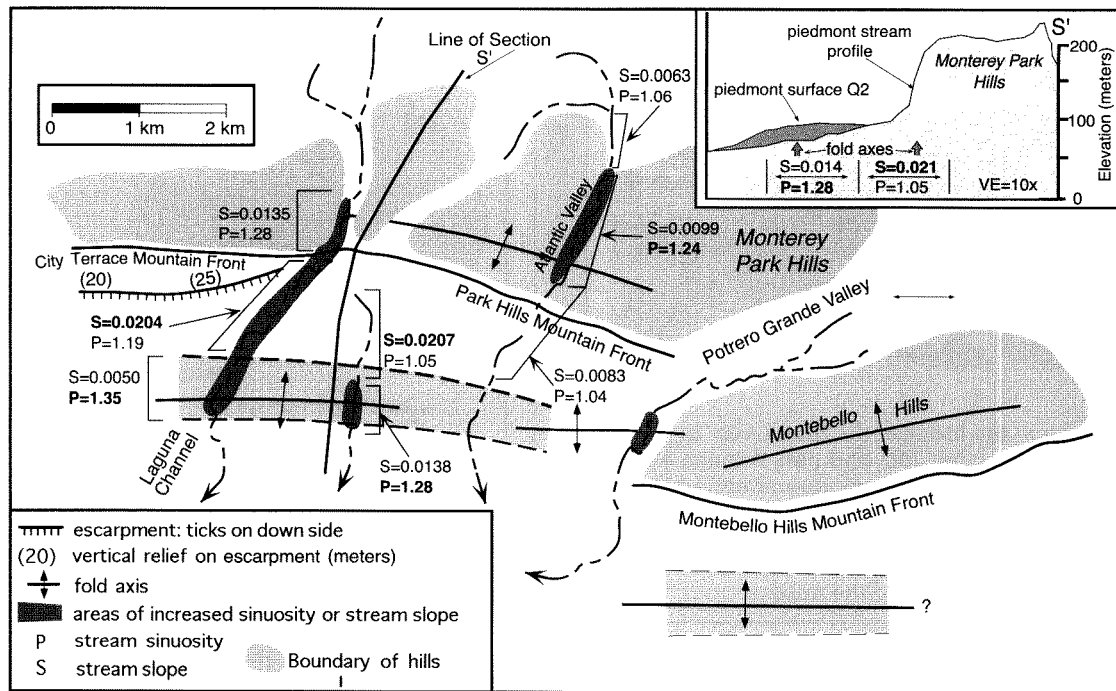 Line of Section
S'
S=0.0063
P=1.06
0
1 km
2 km
S'
piedmont stream
profile
Monterey Park
Hills
piedmont surface Q2
fold axes
S=0.014
P=1.28
S=0.021
P=1.05
VE=10x
200
100
0
Elevation (meters)
S=0.0135
P=1.28
Atlantic Valley
S=0.0099
P=1.24
Monterey
Park Hills
City Terrace Mountain Front
(20)
(25)
Park Hills Mountain Front
Potrero Grande Valley
S=0.0204
P=1.19
S=0.0207
P=1.05
S=0.0050
P=1.35
S=0.0083
P=1.04
Laguna
Channel
S=0.0138
P=1.28
Montebello Hills
Montebello Hills Mountain Front
escarpment: ticks on down side
(20) vertical relief on escarpment (meters)
fold axis
areas of increased sinuosity or stream slope
P stream sinuosity
S stream slope
Boundary of hills
?